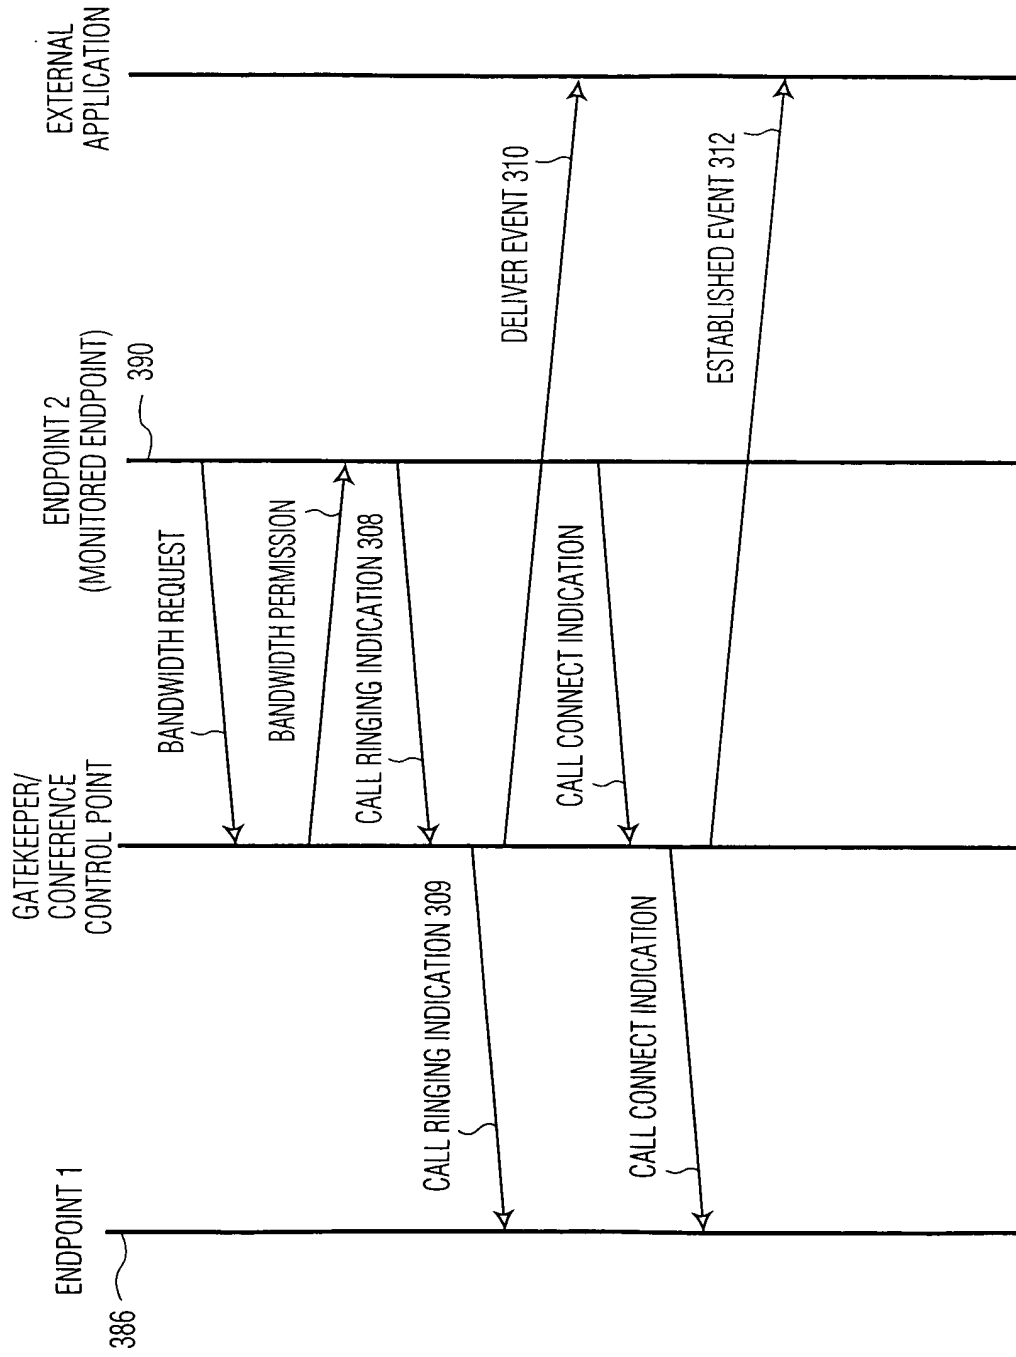 ENDPOINT 1
386
GATEKEEPER/
CONFERENCE
CONTROL POINT
ENDPOINT 2
(MONITORED ENDPOINT)
390
EXTERNAL
APPLICATION
BANDWIDTH REQUEST
BANDWIDTH PERMISSION
CALL RINGING INDICATION 308
CALL RINGING INDICATION 309
DELIVER EVENT 310
CALL CONNECT INDICATION
CALL CONNECT INDICATION
ESTABLISHED EVENT 312